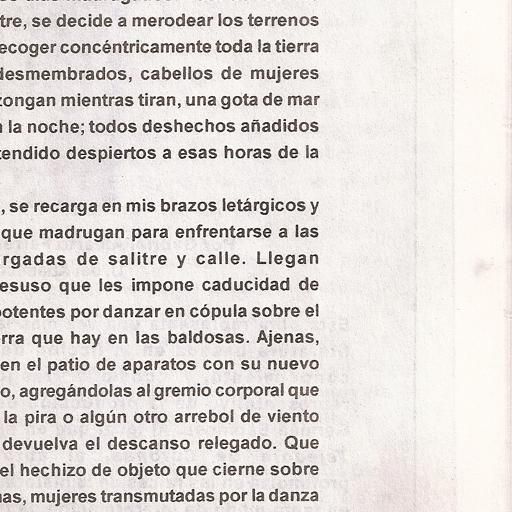 tre, se decide a merodear los terrenos
ecoger concéntricamente toda la tierra
desmembrados, cabellos de mujeres
zongan mientras tiran, una gota de mar
la noche; todos deshechos añadidos
tendido despiertos a esas horas de la
, se recarga en mis brazos letárgicos y
que madrugan para enfrentarse a las
rgadas de salitre y calle. Llegan
esuso que les impone caducidad de
potentes por danzar en cópula sobre el
rra que hay en las baldosas. Ajenas,
en el patio de aparatos con su nuevo
o, agregándolas al gremio corporal que
la pira o algún otro arrebol de viento
devuelva el descanso relegado. Que
el hechizo de objeto que cierne sobre
as, mujeres transmutadas por la danza